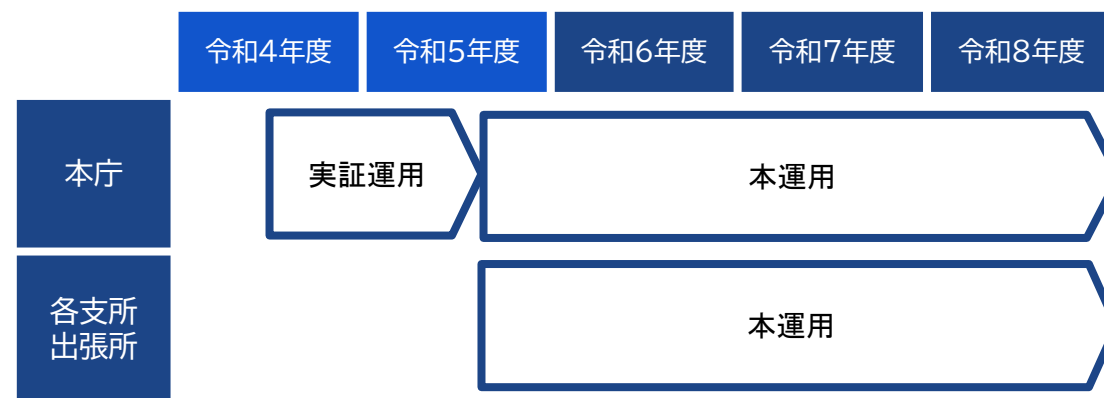 令和4年度
令和5年度
令和6年度
令和7年度
令和8年度
本庁
実証運用
本運用
各支所
出張所
本運用